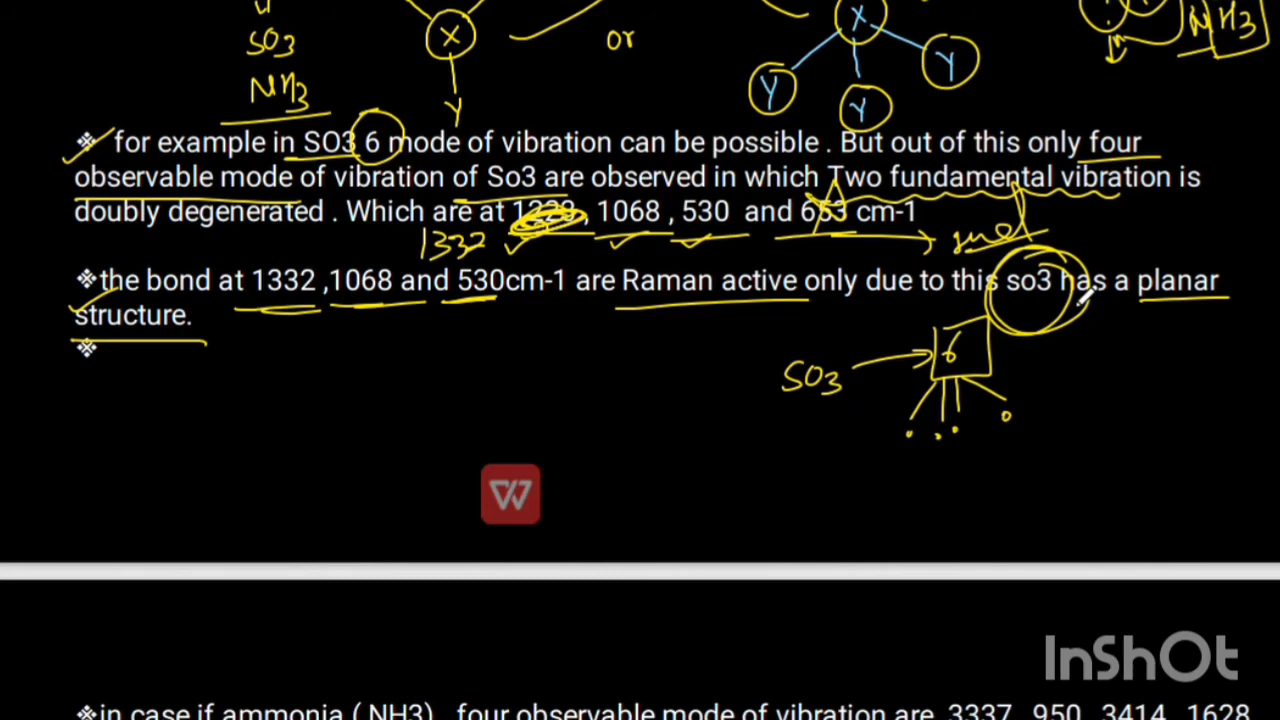 SO3
NH3
X
Y
or
X
Y
Y
Y
NH3
❖ for example in SO3 6 mode of vibration can be possible . But out of this only four
observable mode of vibration of So3 are observed in which Two fundamental vibration is
doubly degenerated . Which are at , 1068 , 530 and 653 cm-1
1332
❖the bond at 1332 ,1068 and 530cm-1 are Raman active only due to this so3 has a planar
structure.
❖
SO3
6
InShOt
❖in case if ammonia ( NH3) , four observable mode of vibration are 3337 , 950 , 3414 , 1628